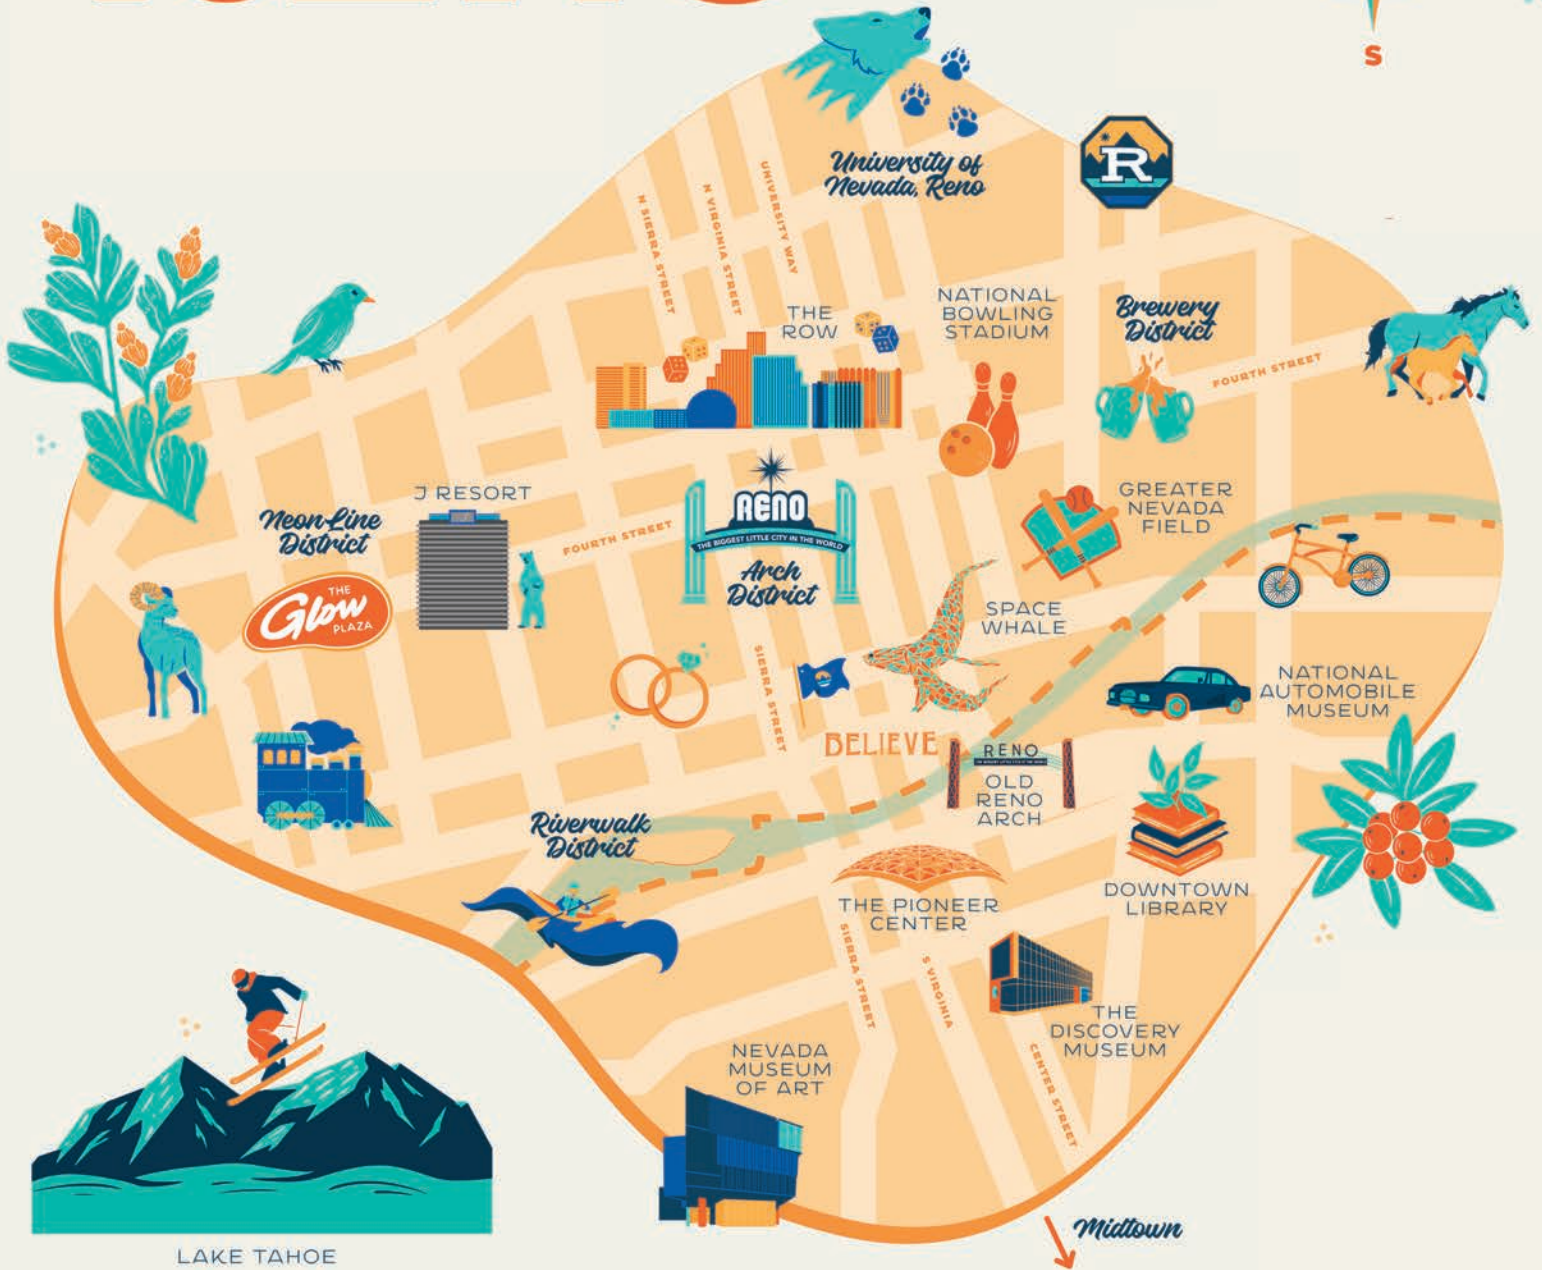 S
University of
Nevada, Reno
R
N SIERRA STREET
N VIRGINIA STREET
UNIVERSITY WAY
THE
ROW
NATIONAL
BOWLING
STADIUM
Brewery
District
FOURTH STREET
J RESORT
Neon Line
District
THE
Glow
PLAZA
FOURTH STREET
RENO
THE BIGGEST LITTLE CITY IN THE WORLD
Arch
District
GREATER
NEVADA
FIELD
SPACE
WHALE
SIERRA STREET
NATIONAL
AUTOMOBILE
MUSEUM
BELIEVE
RENO
OLD
RENO
ARCH
Riverwalk
District
THE PIONEER
CENTER
DOWNTOWN
LIBRARY
SIERRA STREET
S VIRGINIA
CENTER STREET
THE
DISCOVERY
MUSEUM
NEVADA
MUSEUM
OF ART
LAKE TAHOE
Midtown